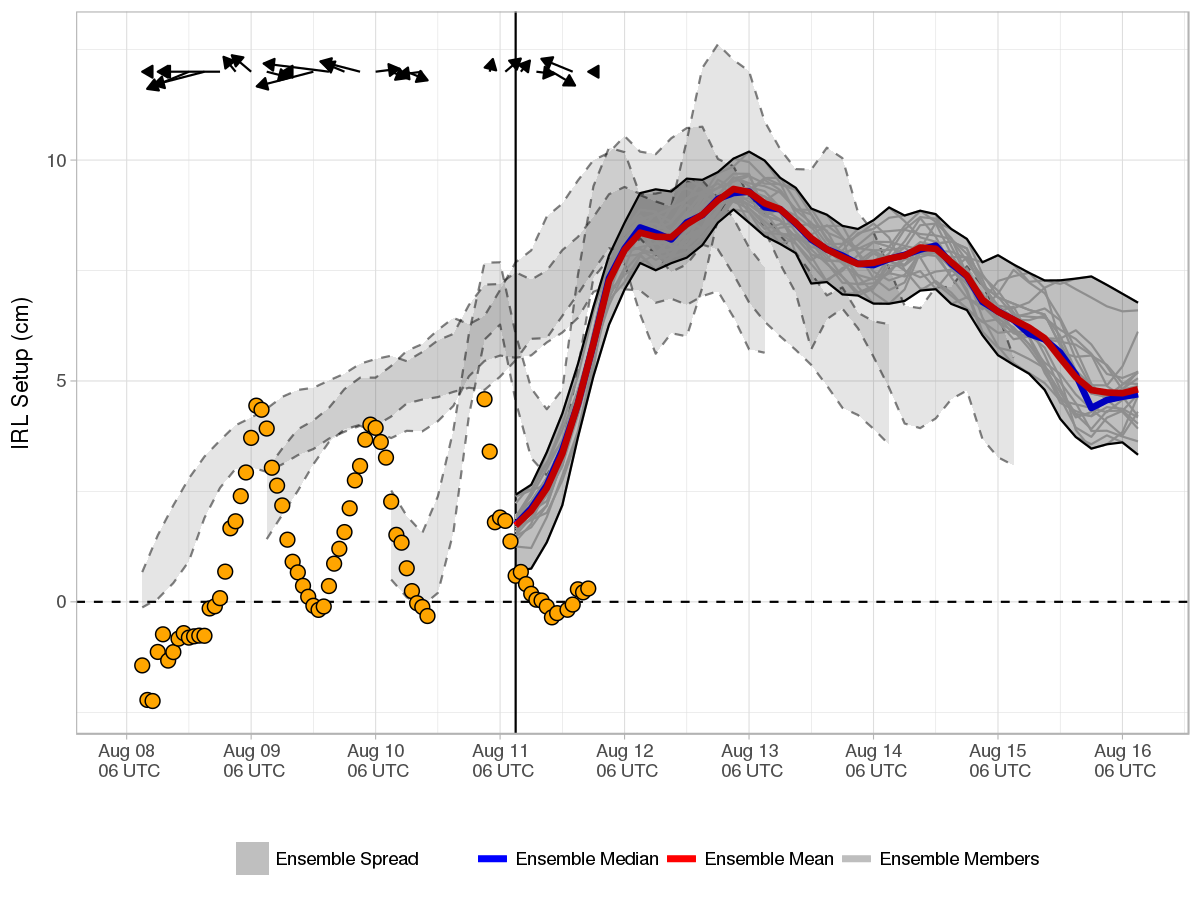 IRL Setup (cm)
10
5
0
Aug 08 Aug 09 Aug 10 Aug 11 Aug 12 Aug 13 Aug 14 Aug 15 Aug 16
06 UTC 06 UTC 06 UTC 06 UTC 06 UTC 06 UTC 06 UTC 06 UTC 06 UTC
Ensemble Spread Ensemble Median Ensemble Mean Ensemble Members